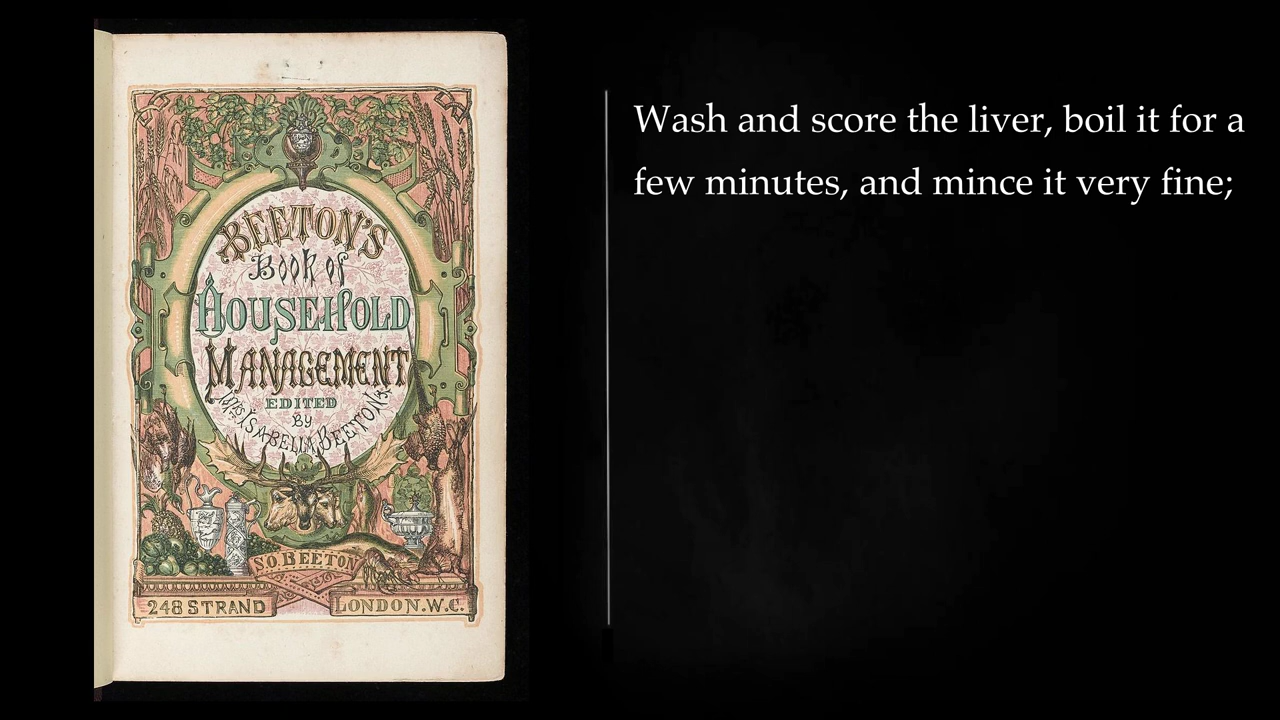 BEETON'S
Book of
HOUSEHOLD
MANAGEMENT
EDITED
BY
MRS ISABELLA BEETON
S.O. BEETON
248 STRAND
LONDON. W.C.
Wash and score the liver, boil it for a
few minutes, and mince it very fine;